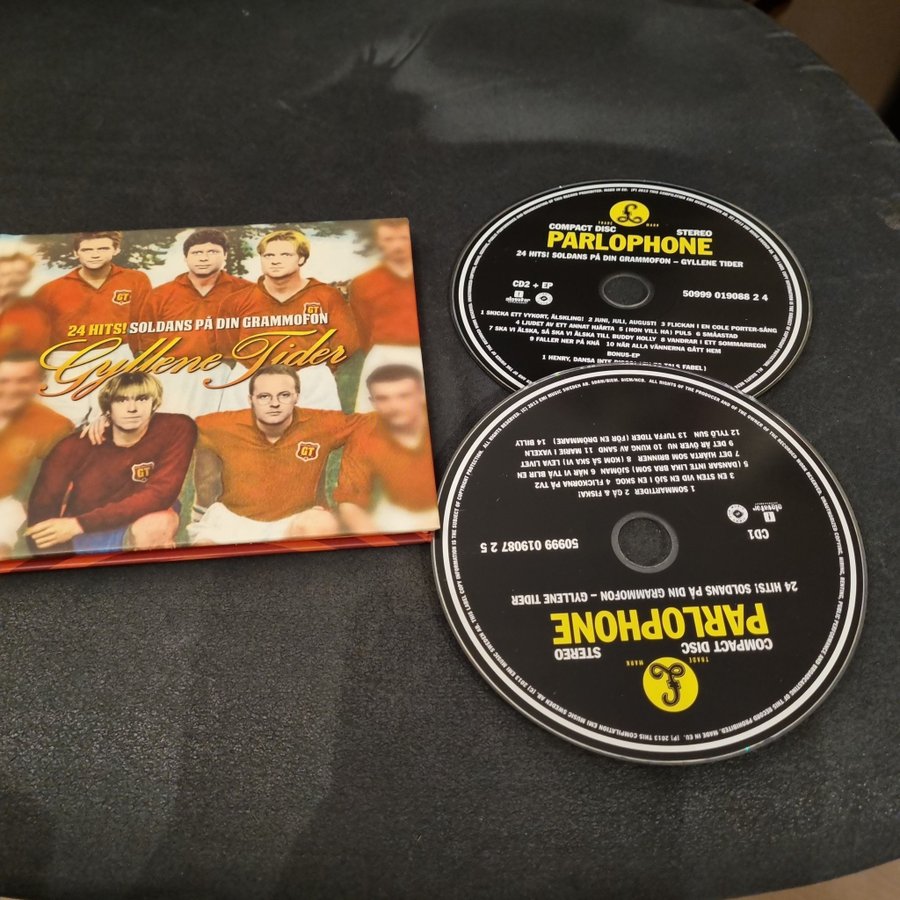 24 HITS! SOLDANS PÅ DIN GRAMMOFON
Gyllene Tider
GT
GT
GT
GT
TRADE MARK
COMPACT DISC STEREO
PARLOPHONE
24 HITS! SOLDANS PÅ DIN GRAMMOFON – GYLLENE TIDER
CD2 + EP
50999 019088 2 4
1 SKICKA ETT VYKORT, ÄLSKLING! 2 JUNI, JULI, AUGUSTI 3 FLICKAN I EN COLE PORTER-SÅNG
4 LJUDET AV ETT ANNAT HJÄRTA 5 (HON VILL HA) PULS 6 SMÅSTAD
7 SKA VI ÄLSKA, SÅ SKA VI ÄLSKA TILL BUDDY HOLLY 8 VANDRAR I ETT SOMMARREGN
9 FALLER NER PÅ KNÄ 10 NÄR ALLA VÄNNERNA GÅTT HEM
BONUS-EP
1 HENRY, DANSA INTE DISCO!
TRADE MARK
COMPACT DISC STEREO
PARLOPHONE
24 HITS! SOLDANS PÅ DIN GRAMMOFON – GYLLENE TIDER
CD1
50999 019087 2 5
1 SOMMARTIDER 2 GÅ & FISKA!
3 EN STEN VID EN SJÖ I EN SKOG 4 FLICKORNA PÅ TV2
5 (DANSAR INTE LIKA BRA SOM) SJÖMÄN 6 NÄR VI TVÅ BLIR EN
7 DET HJÄRTA SOM BRINNER 8 (KOM SÅ SKA VI) LEVA LIVET
9 DET ÄR ÖVER NU 10 KUNG AV SAND 11 MARIE I VÄXELN
12 TYLÖ SUN 13 TUFFA TIDER (FÖR EN DRÖMMARE) 14 BILLY